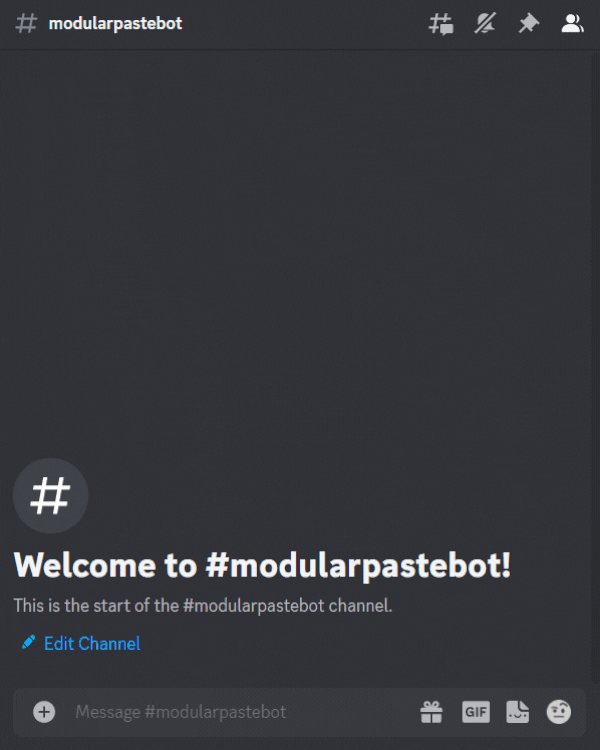 # modularpastebot
#
Welcome to #modularpastebot!
This is the start of the #modularpastebot channel.
Edit Channel
Message #modularpastebot
GIF